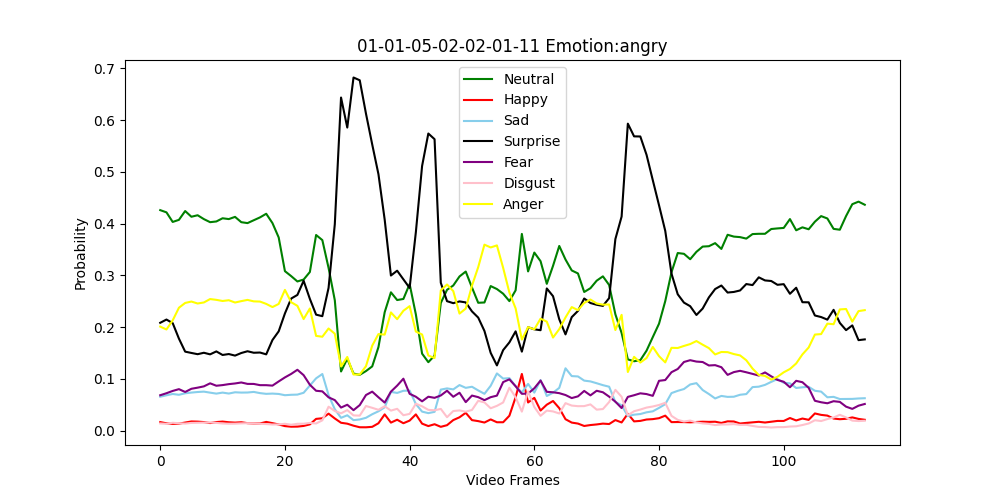 01-01-05-02-02-01-11 Emotion:angry
0.7
0.6
0.5
0.4
0.3
0.2
0.1
0.0
Probability
Neutral
Happy
Sad
Surprise
Fear
Disgust
Anger
0 20 40 60 80 100
Video Frames